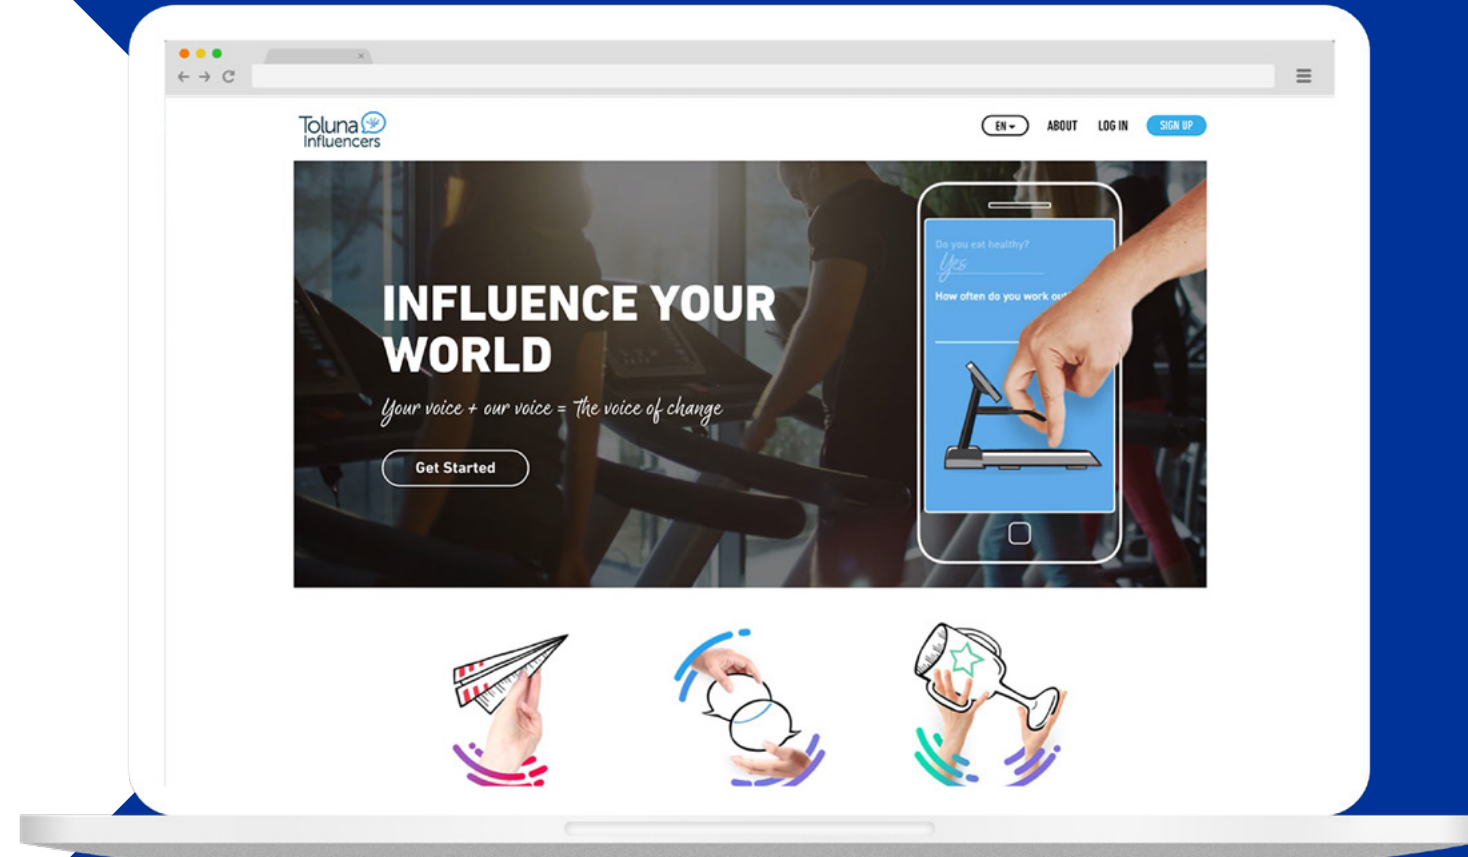 Toluna
Influencers
EN
ABOUT
LOG IN
SIGN UP
INFLUENCE YOUR
WORLD
Your voice + our voice = The voice of change
Get Started
Do you eat healthy?
Yes
How often do you work out